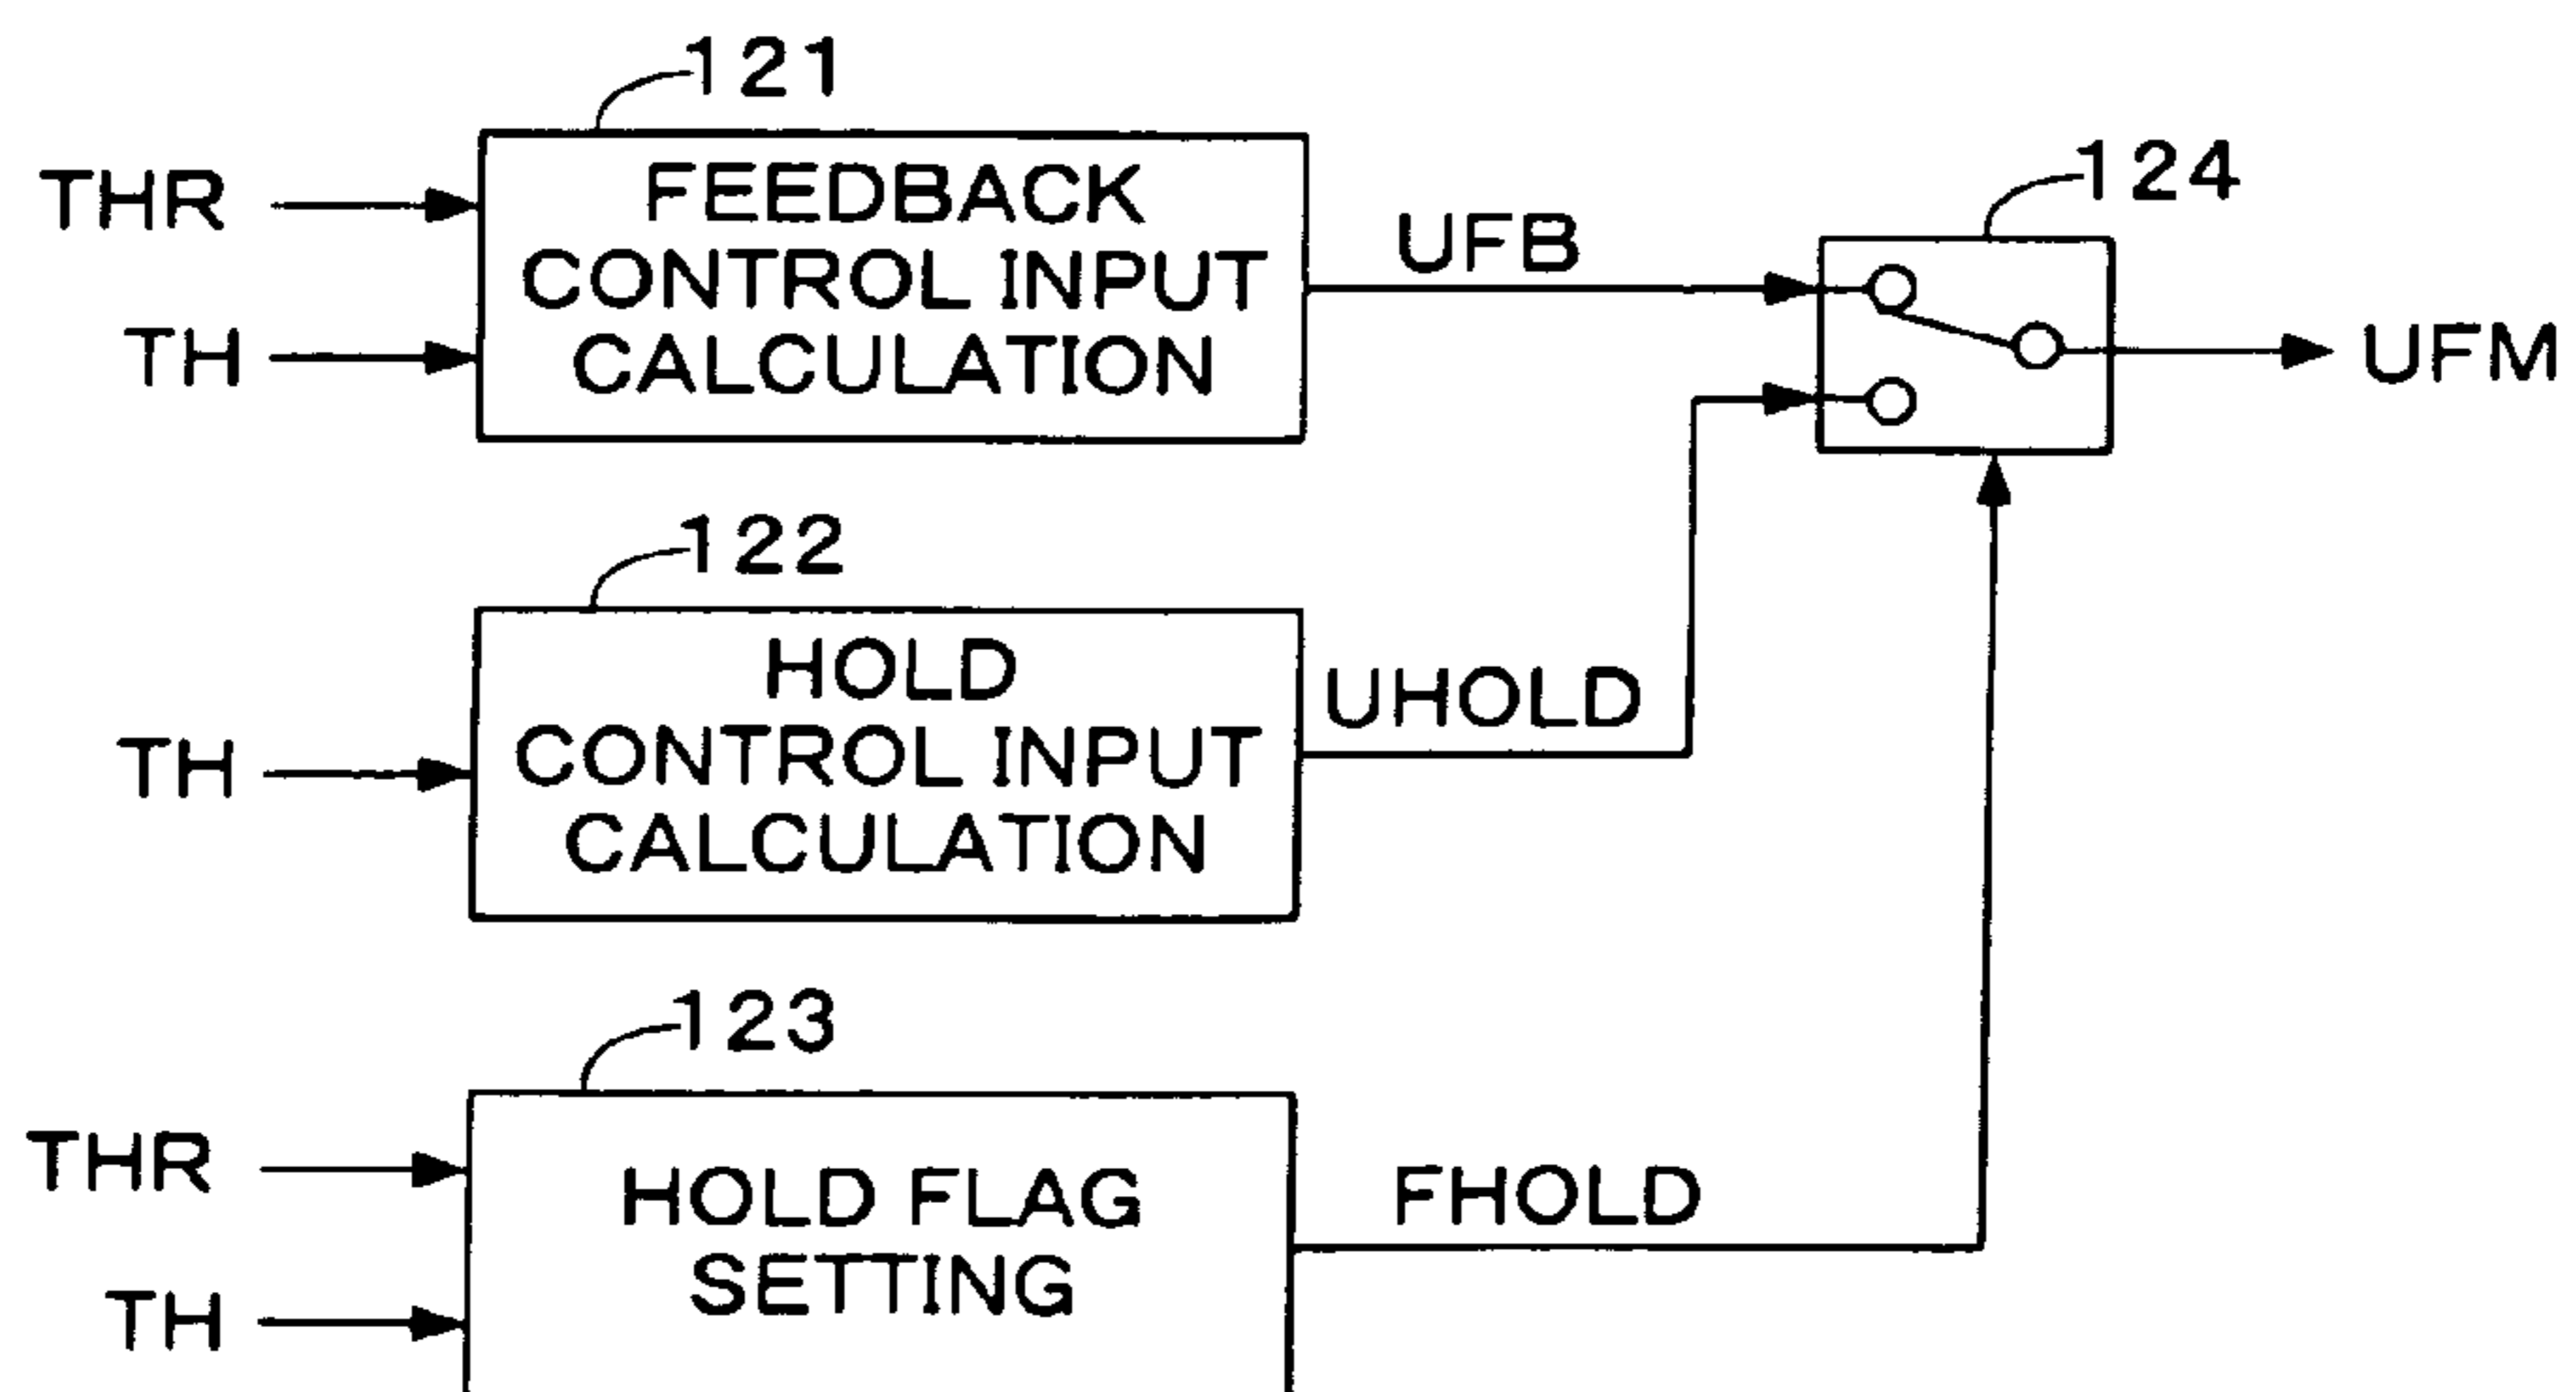 121
THR
FEEDBACK
CONTROL INPUT
CALCULATION
TH
UFB
124
UFM
122
HOLD
CONTROL INPUT
CALCULATION
TH
UHOLD
123
THR
HOLD FLAG
SETTING
TH
FHOLD